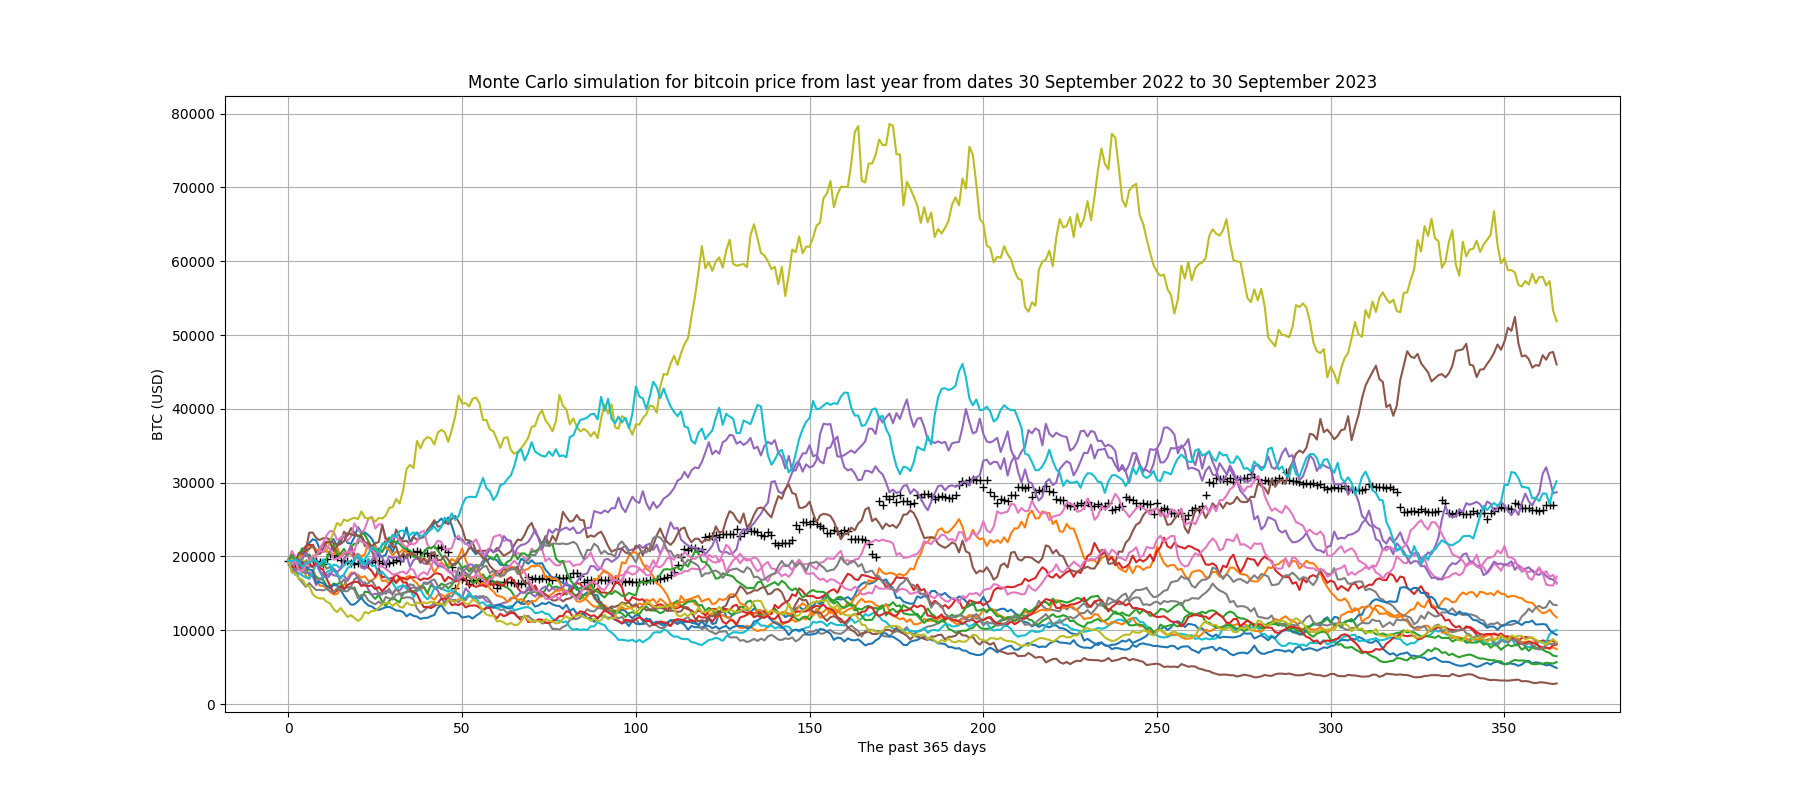 Monte Carlo simulation for bitcoin price from last year from dates 30 September 2022 to 30 September 2023
80000
70000
60000
50000
40000
30000
20000
10000
0
BTC (USD)
0 50 100 150 200 250 300 350
The past 365 days